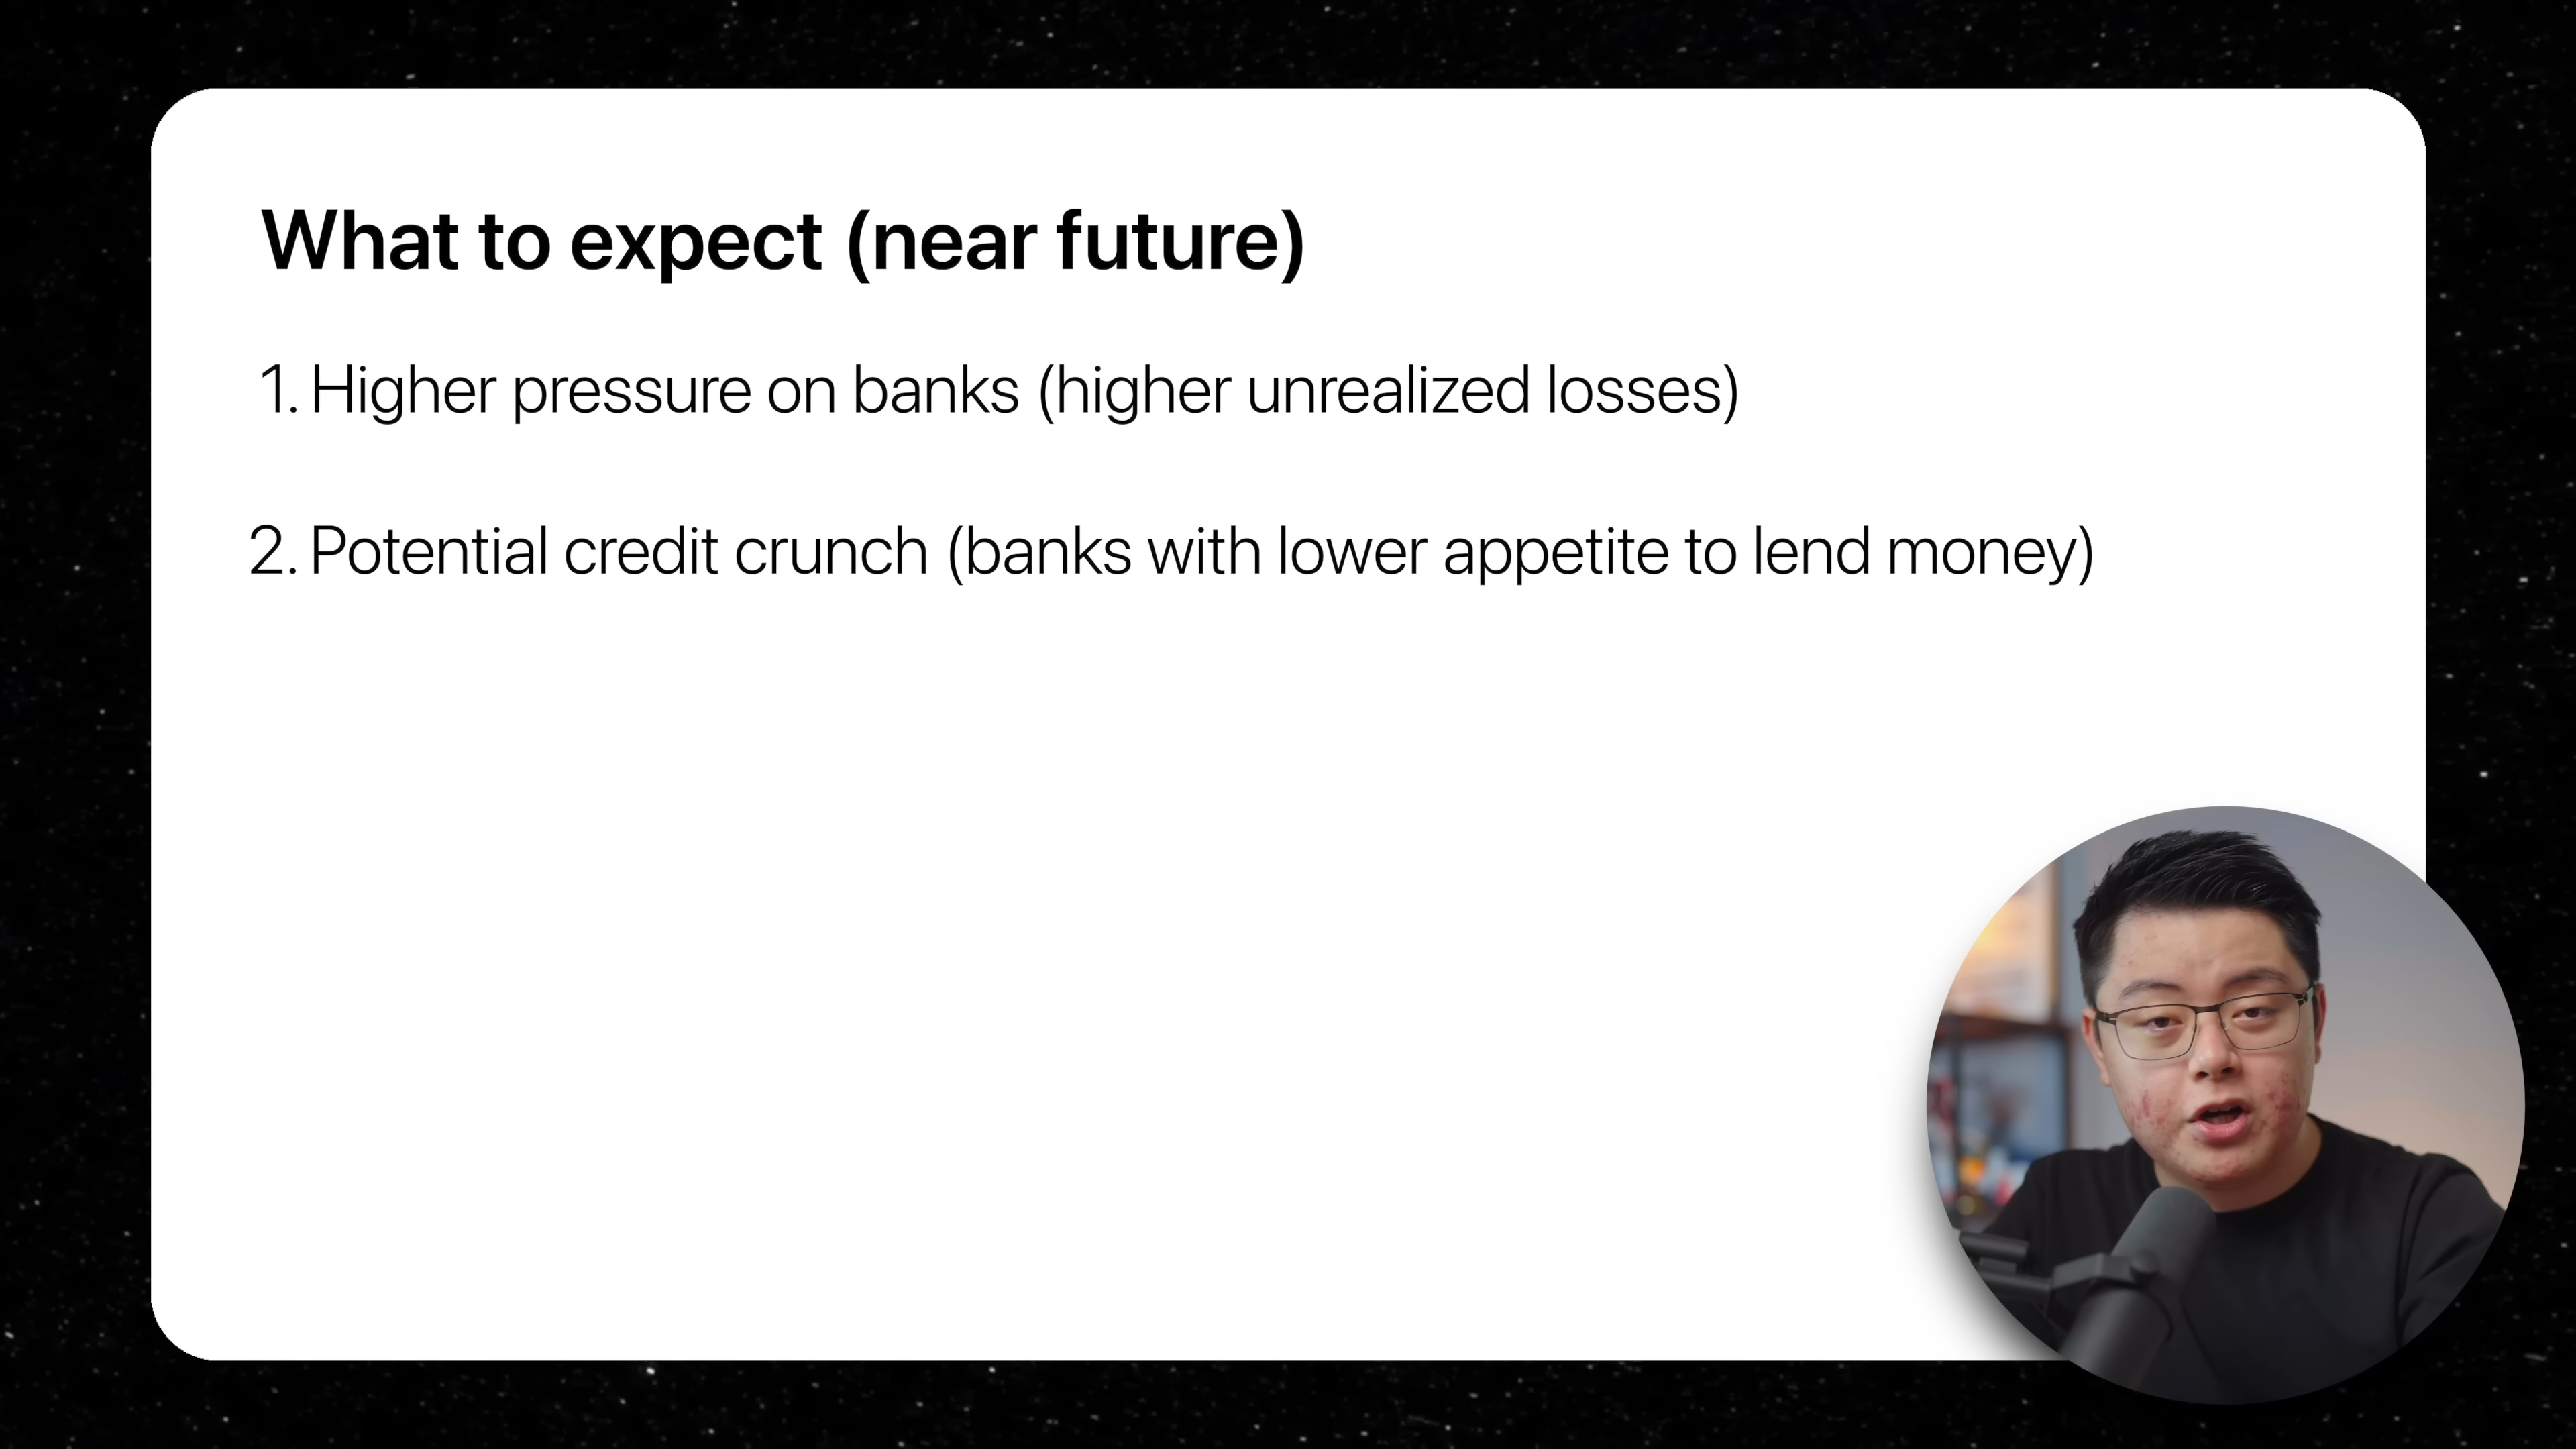 What to expect (near future)
1. Higher pressure on banks (higher unrealized losses)
2. Potential credit crunch (banks with lower appetite to lend money)